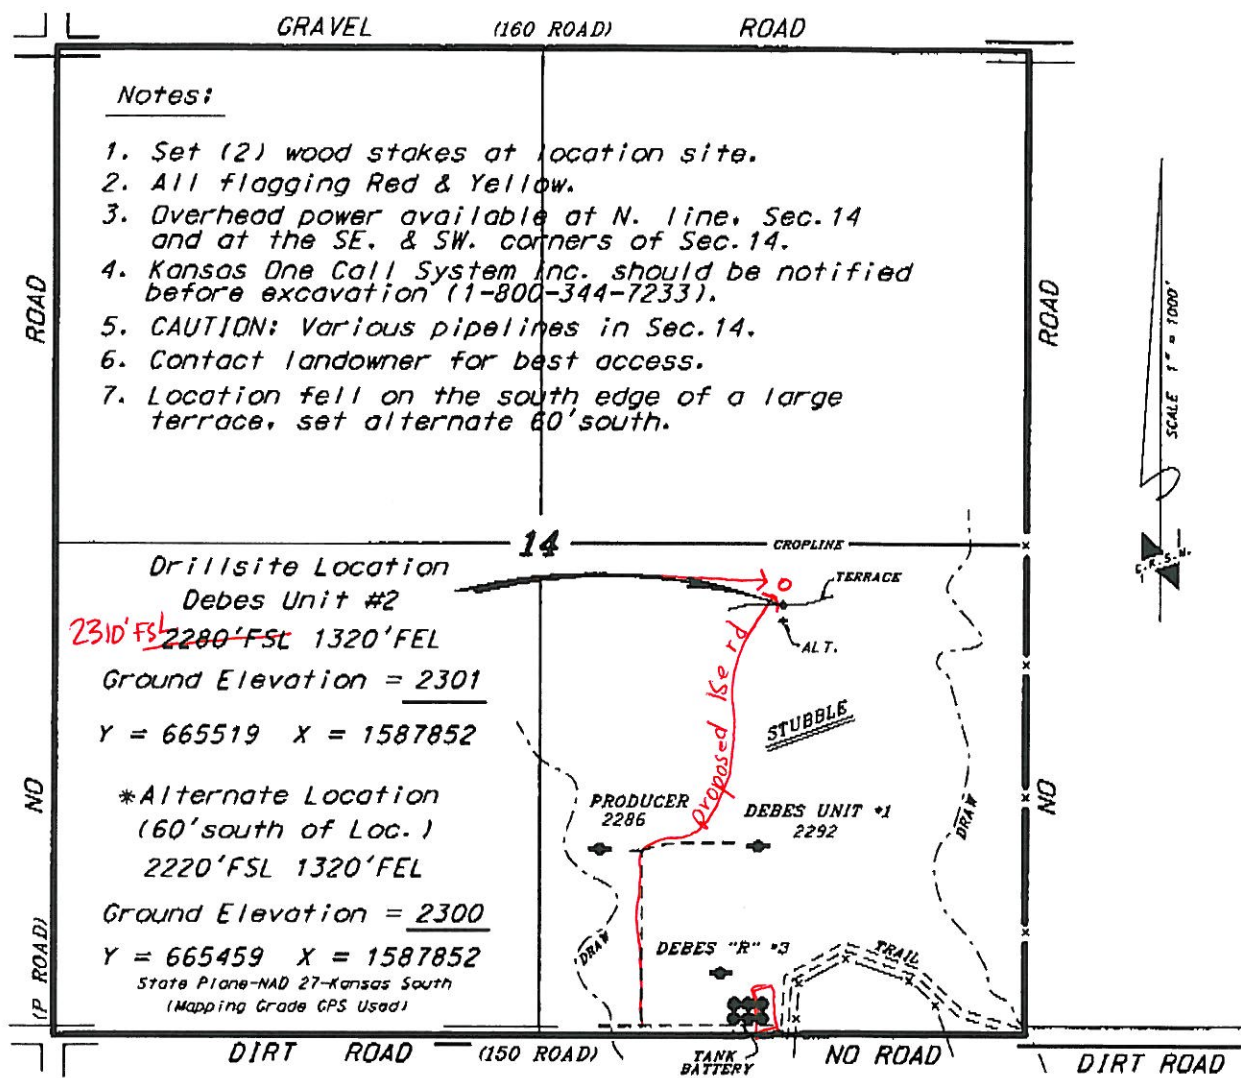 GRAVEL (160 ROAD) ROAD
Notes:
1. Set (2) wood stakes at location site.
2. All flagging Red & Yellow.
3. Overhead power available at N. line, Sec. 14
and at the SE. & SW. corners of Sec. 14.
4. Kansas One Call System Inc. should be notified
before excavation (1-800-344-7233).
5. CAUTION: Various pipelines in Sec. 14.
6. Contact landowner for best access.
7. Location fell on the south edge of a large
terrace, set alternate 60' south.
ROAD
ROAD
SCALE 1" = 1000'
C.K.S.N.
14
CROPLINE
TERRACE
ALT.
Drillsite Location
Debes Unit #2
2310' FSL 2280'FSL 1320'FEL
Ground Elevation = 2301
Y = 665519 X = 1587852
*Alternate Location
(60' south of Loc.)
2220'FSL 1320'FEL
Ground Elevation = 2300
Y = 665459 X = 1587852
State Plane-NAD 27-Kansas South
(Mapping Grade GPS Used)
Proposed lse rd
STUBBLE
PRODUCER
2286
DEBES UNIT #1
2292
DRAW
DRAW
DEBES "R" #3
TRAIL
TANK
BATTERY
NO
(P ROAD)
NO
DIRT ROAD (150 ROAD) NO ROAD DIRT ROAD